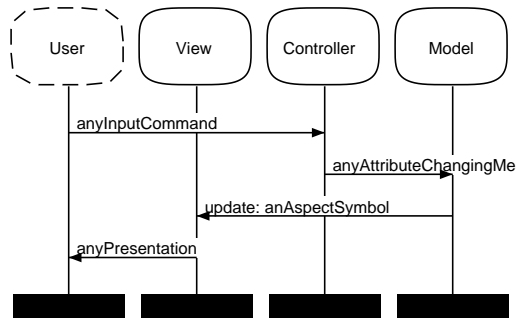 User
View
Controller
Model
anyInputCommand
anyAttributeChangingMe
update: anAspectSymbol
anyPresentation